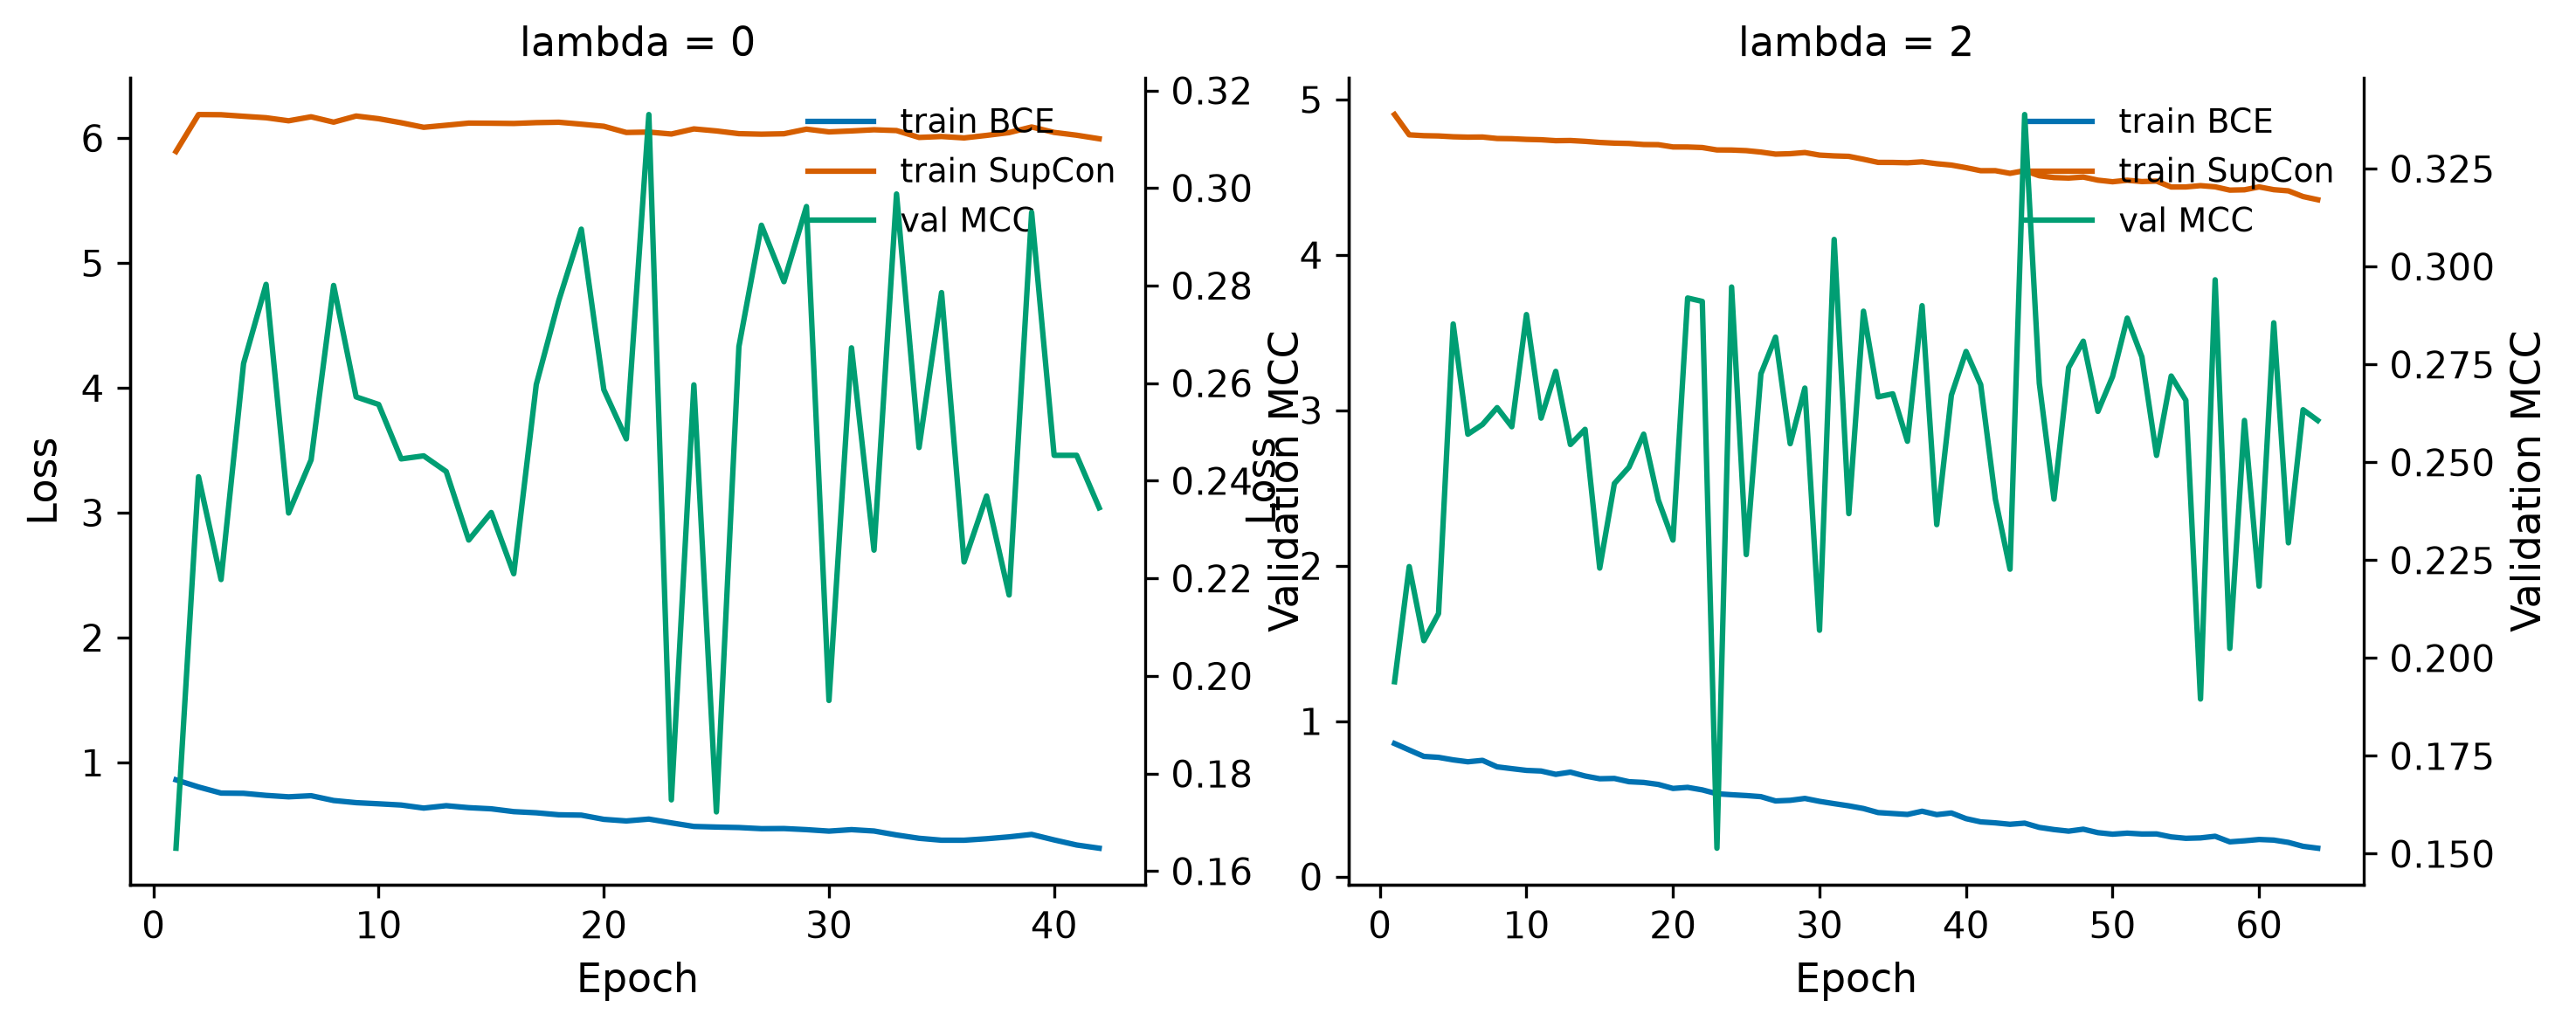 lambda = 0
6
5
4
3
2
1
Loss
0.32
0.30
0.28
0.26
0.24
0.22
0.20
0.18
0.16
Validation MCC
train BCE
train SupCon
val MCC
0 10 20 30 40
Epoch
lambda = 2
5
4
3
2
1
0
Loss
0.325
0.300
0.275
0.250
0.225
0.200
0.175
0.150
Validation MCC
train BCE
train SupCon
val MCC
0 10 20 30 40 50 60
Epoch